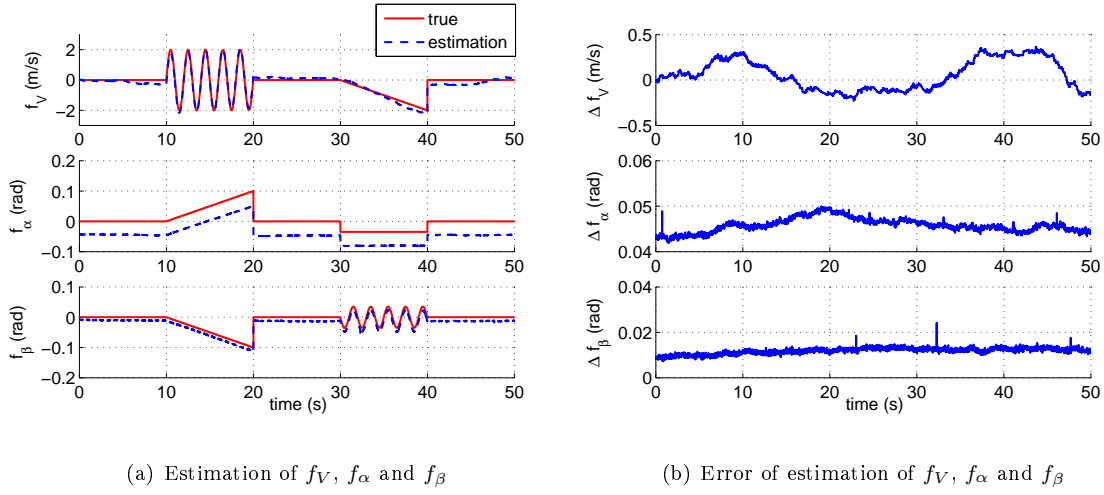 true
estimation
2
0
−2
f_V (m/s)
0 10 20 30 40 50
0.2
0.1
0
−0.1
f_α (rad)
0 10 20 30 40 50
0.1
0
−0.1
−0.2
f_β (rad)
0 10 20 30 40 50
time (s)
(a) Estimation of f_V, f_α and f_β
0.5
0
−0.5
Δ f_V (m/s)
0 10 20 30 40 50
0.06
0.05
0.04
Δ f_α (rad)
0 10 20 30 40 50
0.04
0.02
0
Δ f_β (rad)
0 10 20 30 40 50
time (s)
(b) Error of estimation of f_V, f_α and f_β